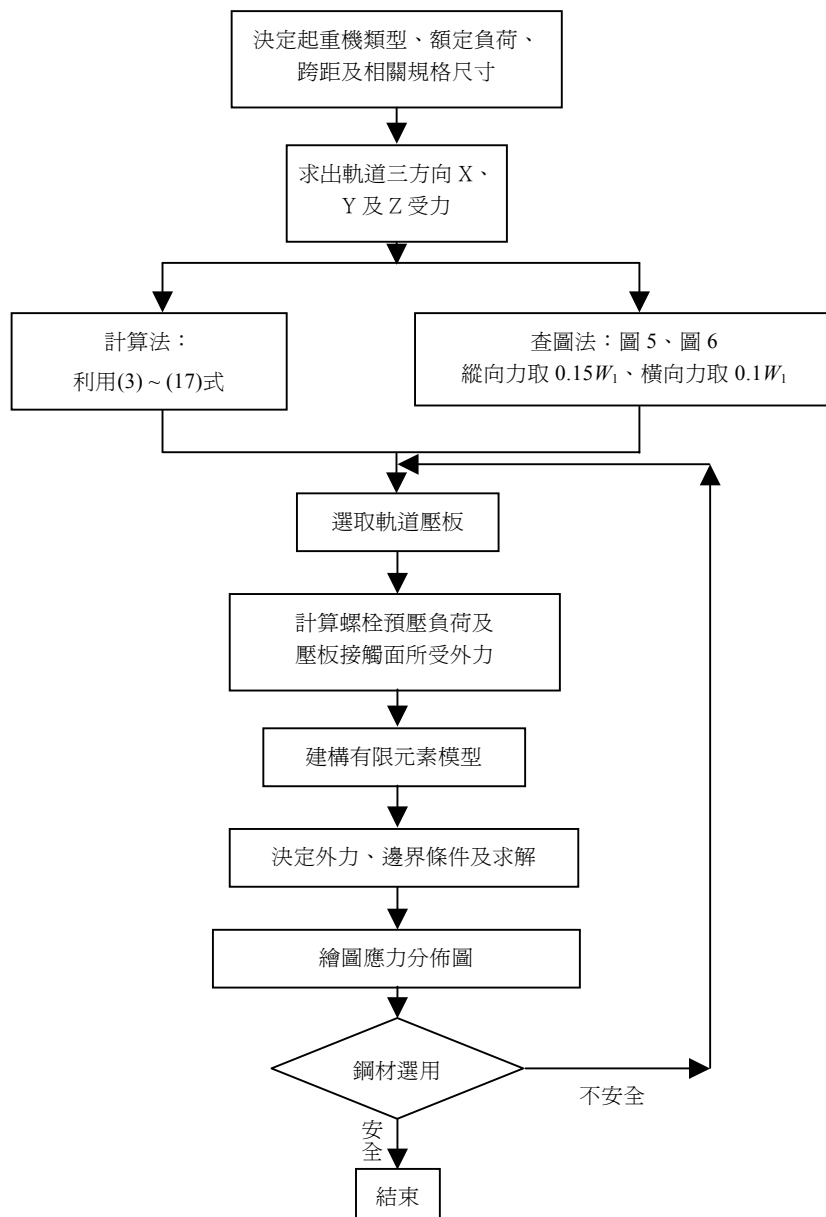 決定起重機類型、額定負荷、
跨距及相關規格尺寸
求出軌道三方向 X、
Y 及 Z 受力
計算法：
利用(3) ~ (17)式
查圖法：圖 5、圖 6
縱向力取 0.15W₁、橫向力取 0.1W₁
選取軌道壓板
計算螺栓預壓負荷及
壓板接觸面所受外力
建構有限元素模型
決定外力、邊界條件及求解
繪圖應力分佈圖
鋼材選用
不安全
安全
結束